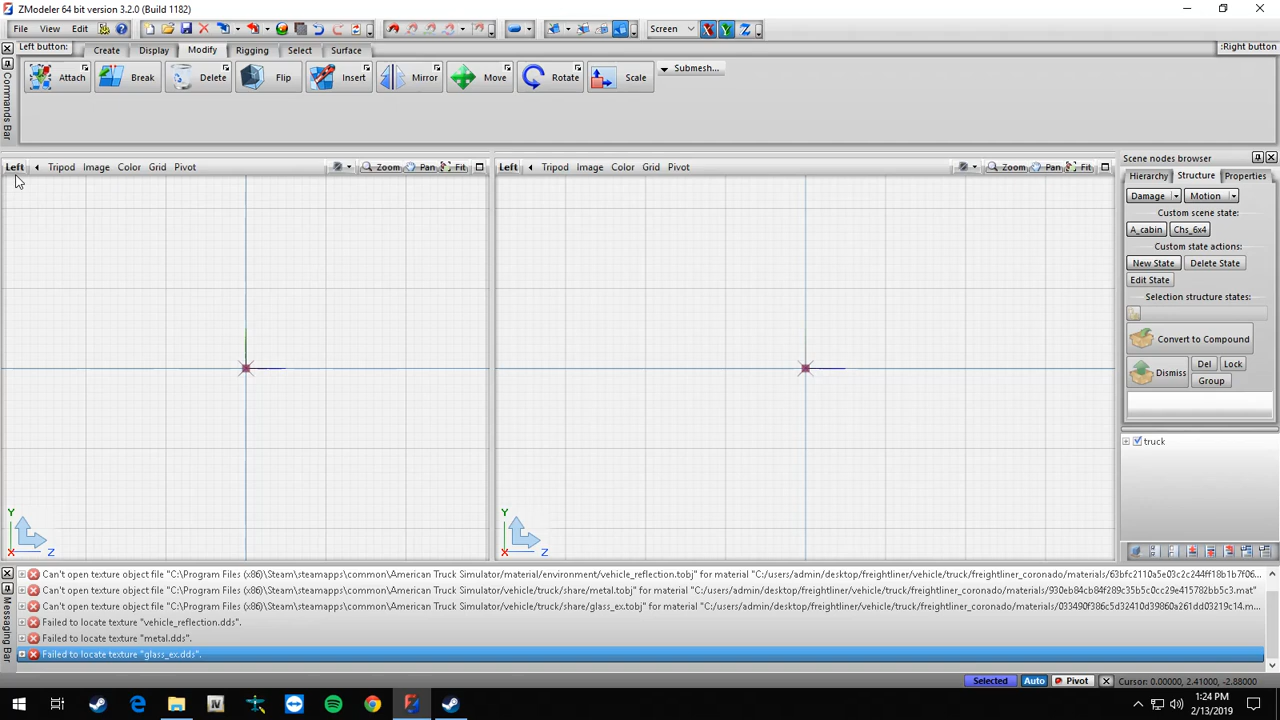 ZModeler 64 bit version 3.2.0 (Build 1182)
File View Edit Screen X Y Z
Left button: :Right button
Create Display Modify Rigging Select Surface
Attach Break Delete Flip Insert Mirror Move Rotate Scale Submesh...
Commands Bar
Left Tripod Image Color Grid Pivot Zoom Pan Fit
Left Tripod Image Color Grid Pivot Zoom Pan Fit
Scene nodes browser
Hierarchy Structure Properties
Damage Motion
Custom scene state:
A_cabin Chs_6x4
Custom state actions:
New State Delete State
Edit State
Selection structure states:
Convert to Compound
Dismiss Del Lock
Group
truck
Y X Z
Y X Z
Messaging Bar
Can't open texture object file "C:\Program Files (x86)\Steam\steamapps\common\American Truck Simulator/material/environment/vehicle_reflection.tobj" for material "C:/users/admin/desktop/freightliner/vehicle/truck/freightliner_coronado/materials/63bfc2110a5e03c2c244ff18b1b7f06...
Can't open texture object file "C:\Program Files (x86)\Steam\steamapps\common\American Truck Simulator/vehicle/truck/share/metal.tobj" for material "C:/users/admin/desktop/freightliner/vehicle/truck/freightliner_coronado/materials/930eb84cb84f289c35b5c0cc29e415782bb5c3.mat"
Can't open texture object file "C:\Program Files (x86)\Steam\steamapps\common\American Truck Simulator/vehicle/truck/share/glass_ex.tobj" for material "C:/users/admin/desktop/freightliner/vehicle/truck/freightliner_coronado/materials/033490f386c5d32410d39860a261dd03219c14.m...
Failed to locate texture "vehicle_reflection.dds".
Failed to locate texture "metal.dds".
Failed to locate texture "glass_ex.dds".
Selected Auto Pivot Cursor: 0.00000, 2.41000, -2.88000
1:24 PM
2/13/2019